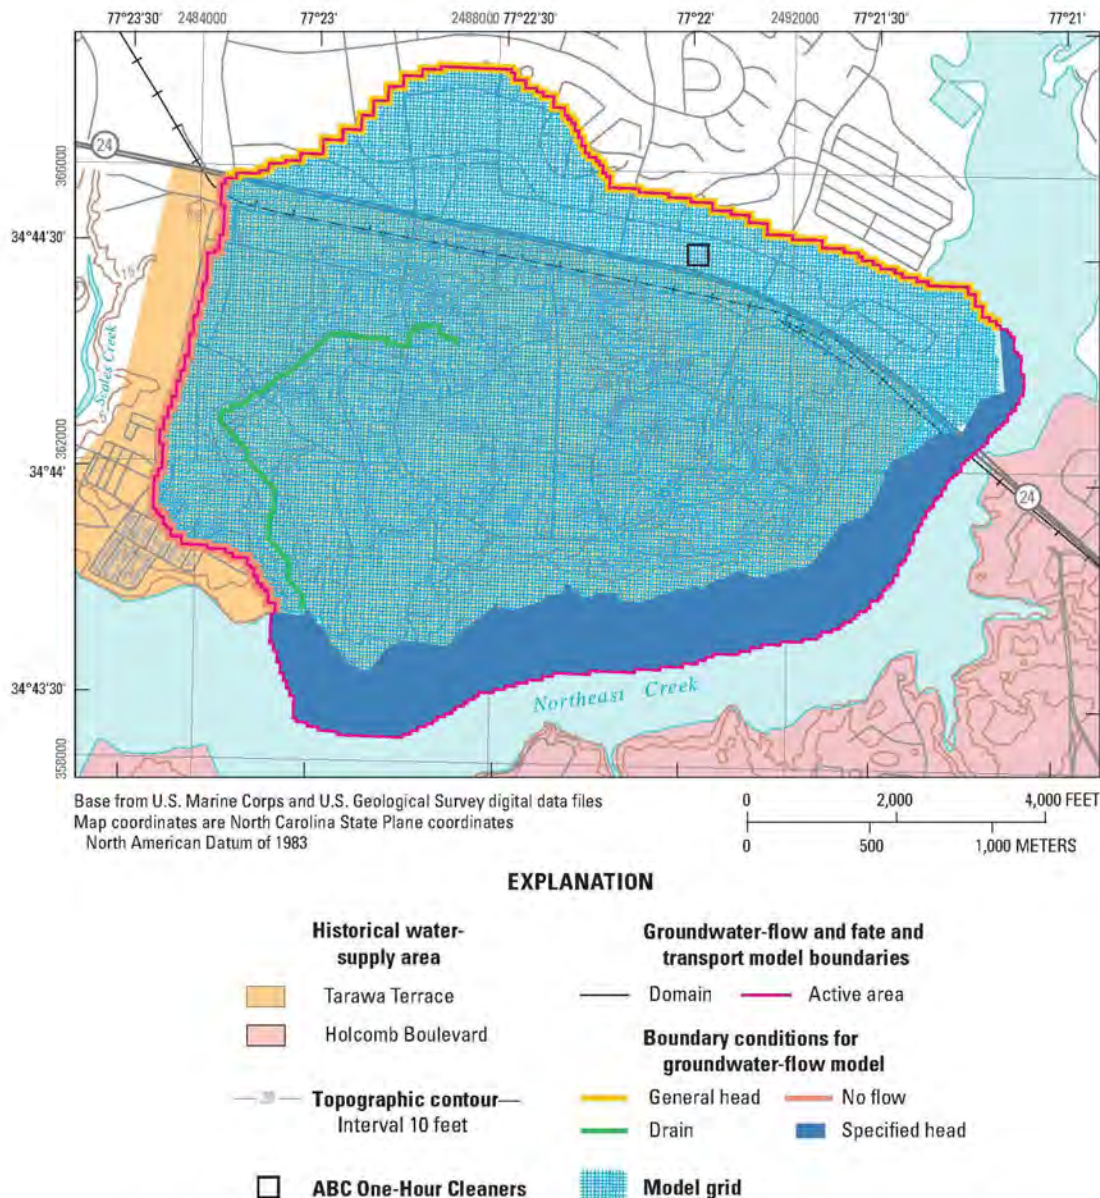 77°23'30" 2484000 77°23' 2488000 77°22'30" 77°22' 2492000 77°21'30" 77°21'
24
366000
34°44'30"
15
Scales Creek
362000
34°44'
24
34°43'30"
Northeast Creek
358000
Base from U.S. Marine Corps and U.S. Geological Survey digital data files
Map coordinates are North Carolina State Plane coordinates
North American Datum of 1983
0 2,000 4,000 FEET
0 500 1,000 METERS
EXPLANATION
Historical water-
supply area
Tarawa Terrace
Holcomb Boulevard
Topographic contour—
Interval 10 feet
ABC One-Hour Cleaners
Groundwater-flow and fate and
transport model boundaries
Domain
Active area
Boundary conditions for
groundwater-flow model
General head
No flow
Drain
Specified head
Model grid